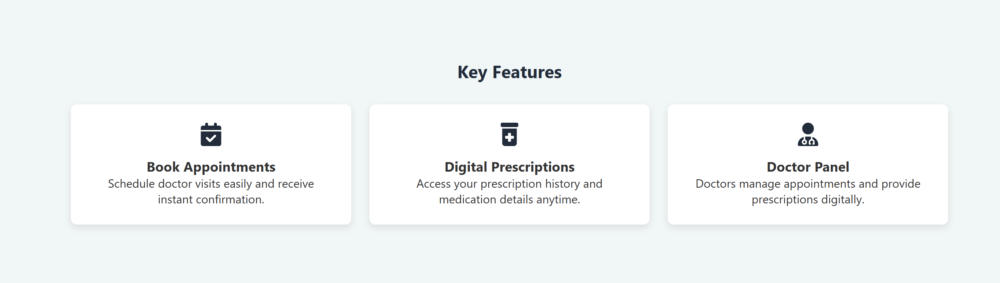 Key Features
Book Appointments
Schedule doctor visits easily and receive
instant confirmation.
Digital Prescriptions
Access your prescription history and
medication details anytime.
Doctor Panel
Doctors manage appointments and provide
prescriptions digitally.